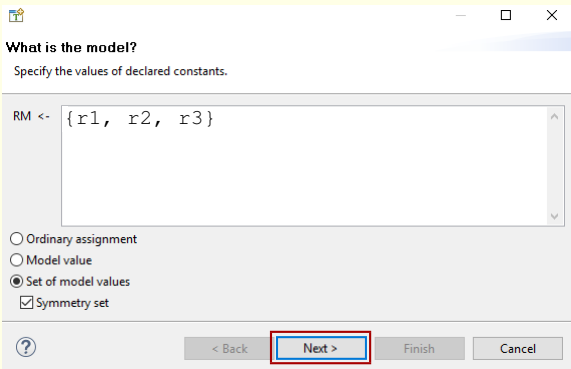 What is the model?
Specify the values of declared constants.
RM <- {r1, r2, r3}
Ordinary assignment
Model value
Set of model values
Symmetry set
? < Back Next > Finish Cancel